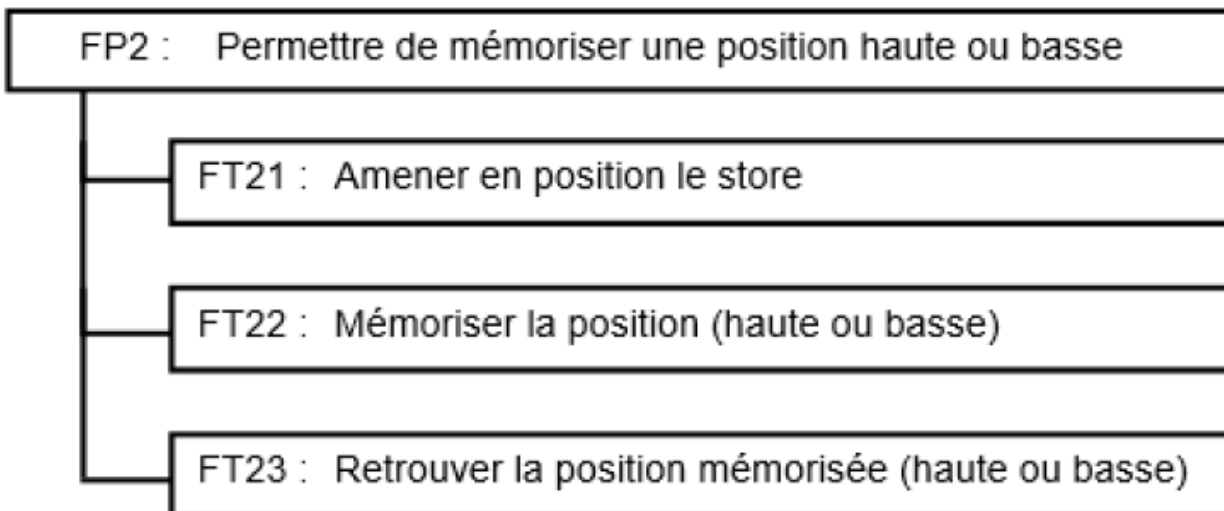 FP2 : Permettre de mémoriser une position haute ou basse
FT21 : Amener en position le store
FT22 : Mémoriser la position (haute ou basse)
FT23 : Retrouver la position mémorisée (haute ou basse)